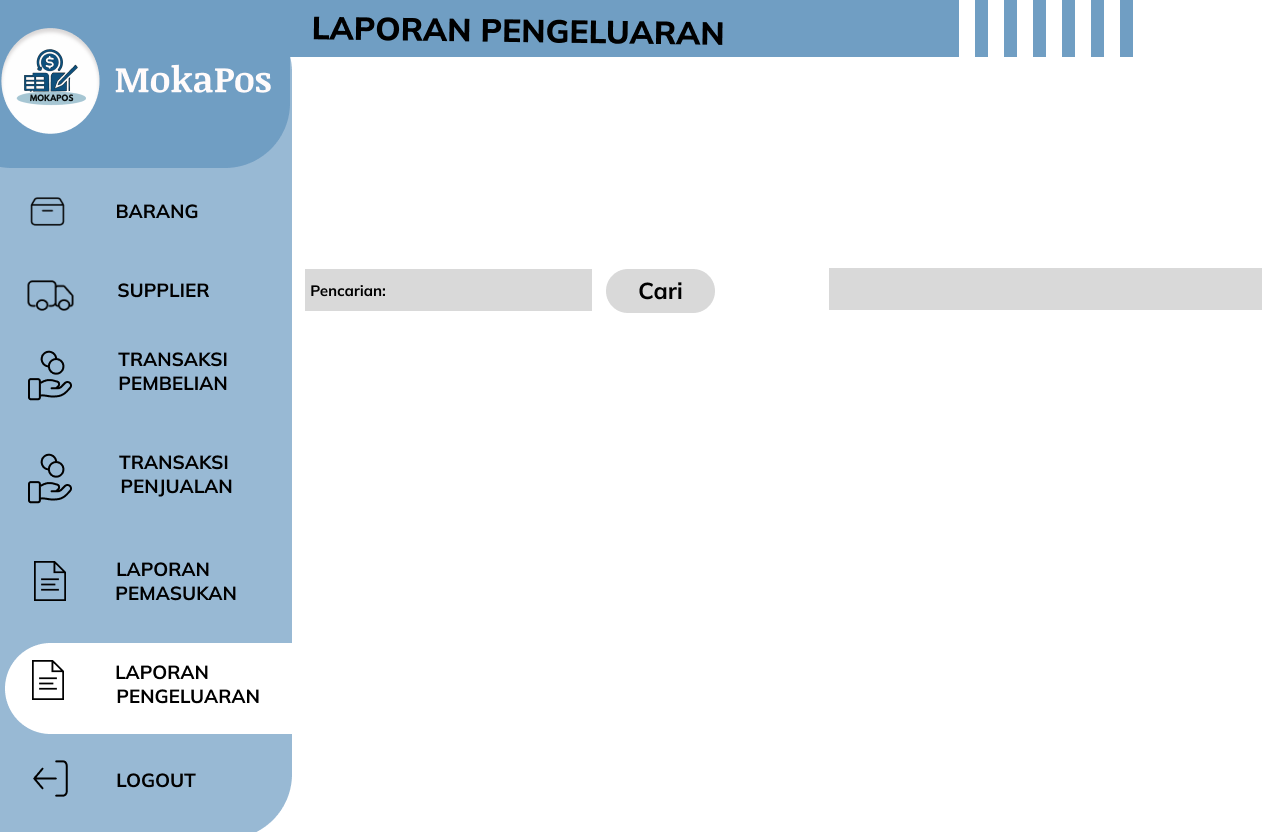 LAPORAN PENGELUARAN
MOKAPOS
MokaPos
BARANG
SUPPLIER
TRANSAKSI
PEMBELIAN
TRANSAKSI
PENJUALAN
LAPORAN
PEMASUKAN
LAPORAN
PENGELUARAN
LOGOUT
Pencarian:
Cari